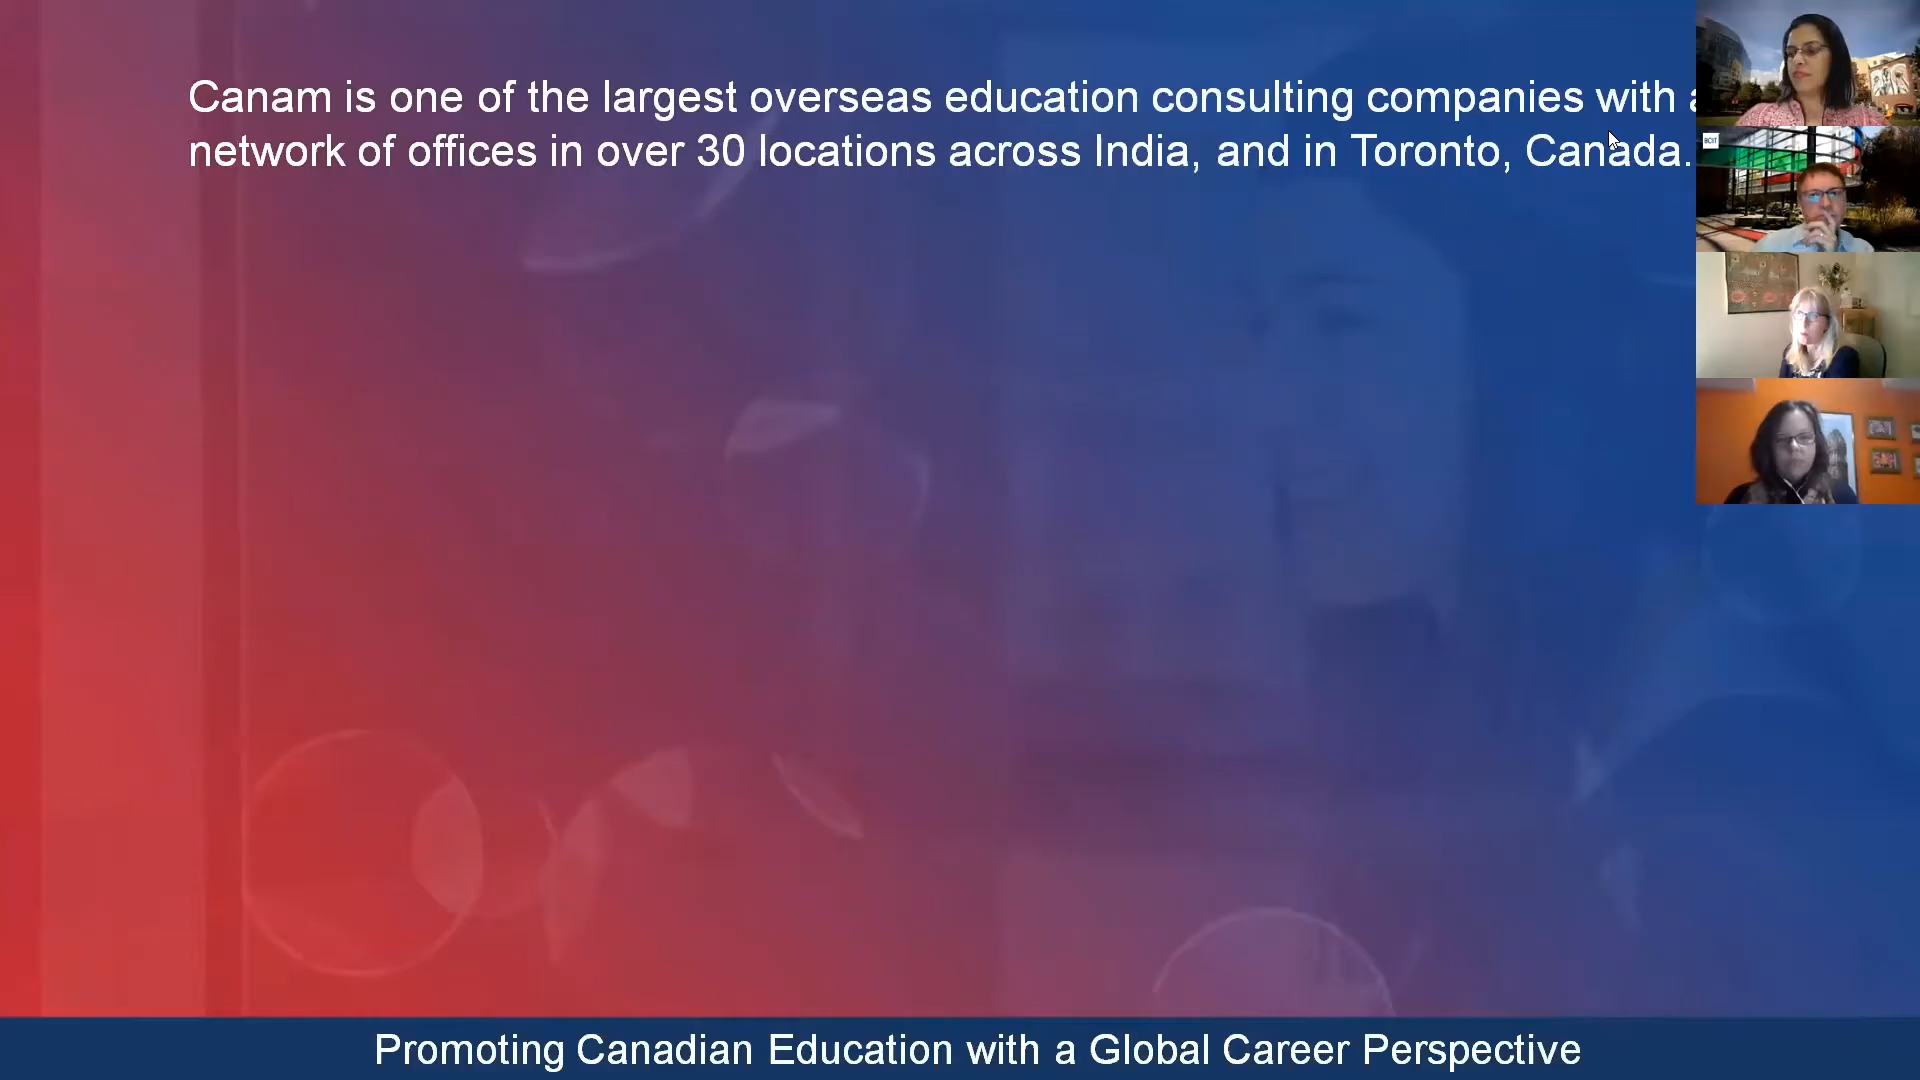 Canam is one of the largest overseas education consulting companies with
network of offices in over 30 locations across India, and in Toronto, Canada.
BCIT
Promoting Canadian Education with a Global Career Perspective